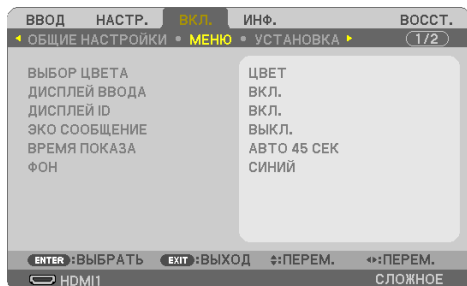 ВВОД НАСТР. ВКЛ. ИНФ. ВОССТ.
ОБЩИЕ НАСТРОЙКИ • МЕНЮ • УСТАНОВКА 1/2
ВЫБОР ЦВЕТА ЦВЕТ
ДИСПЛЕЙ ВВОДА ВКЛ.
ДИСПЛЕЙ ID ВКЛ.
ЭКО СООБЩЕНИЕ ВЫКЛ.
ВРЕМЯ ПОКАЗА АВТО 45 СЕК
ФОН СИНИЙ
ENTER :ВЫБРАТЬ EXIT :ВЫХОД :ПЕРЕМ. :ПЕРЕМ.
HDMI1 СЛОЖНОЕ